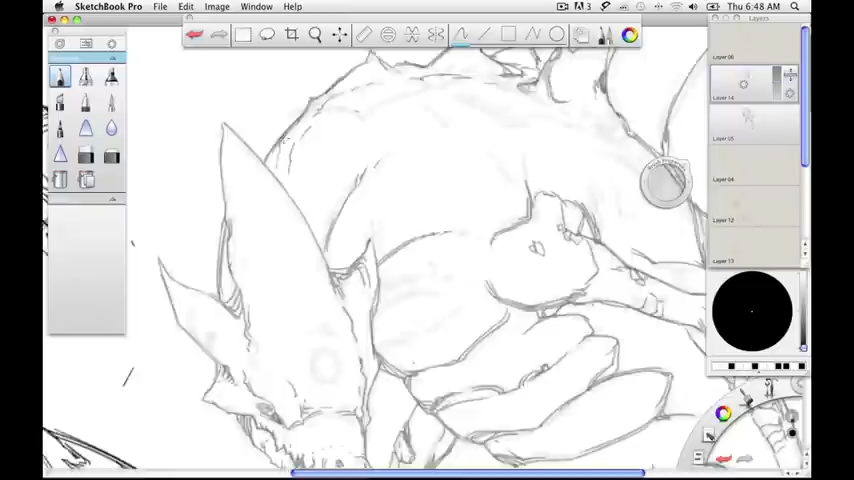 SketchBook Pro File Edit Image Window Help 3 Thu 6:48 AM
Layers
Layer 06
Layer 14
Layer 05
Layer 04
Layer 12
Layer 13